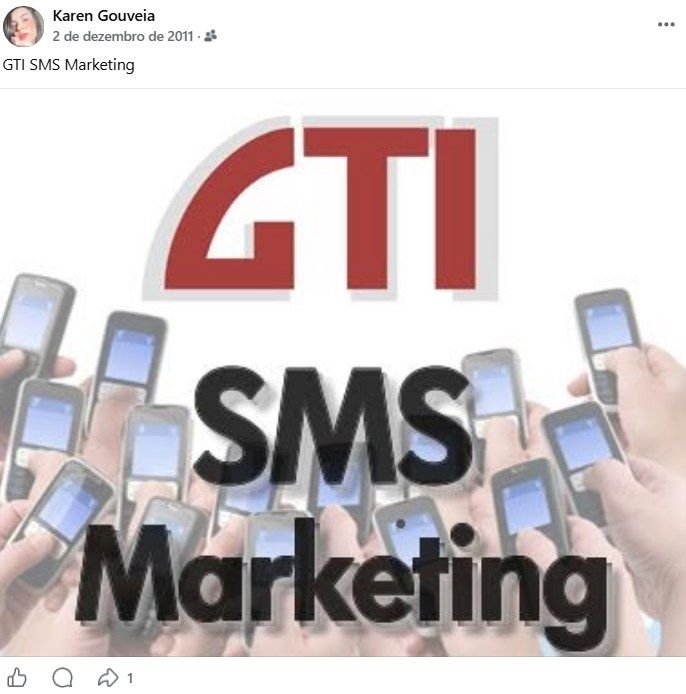 Karen Gouveia
2 de dezembro de 2011 ·
GTI SMS Marketing
GTI
SMS
Marketing
1